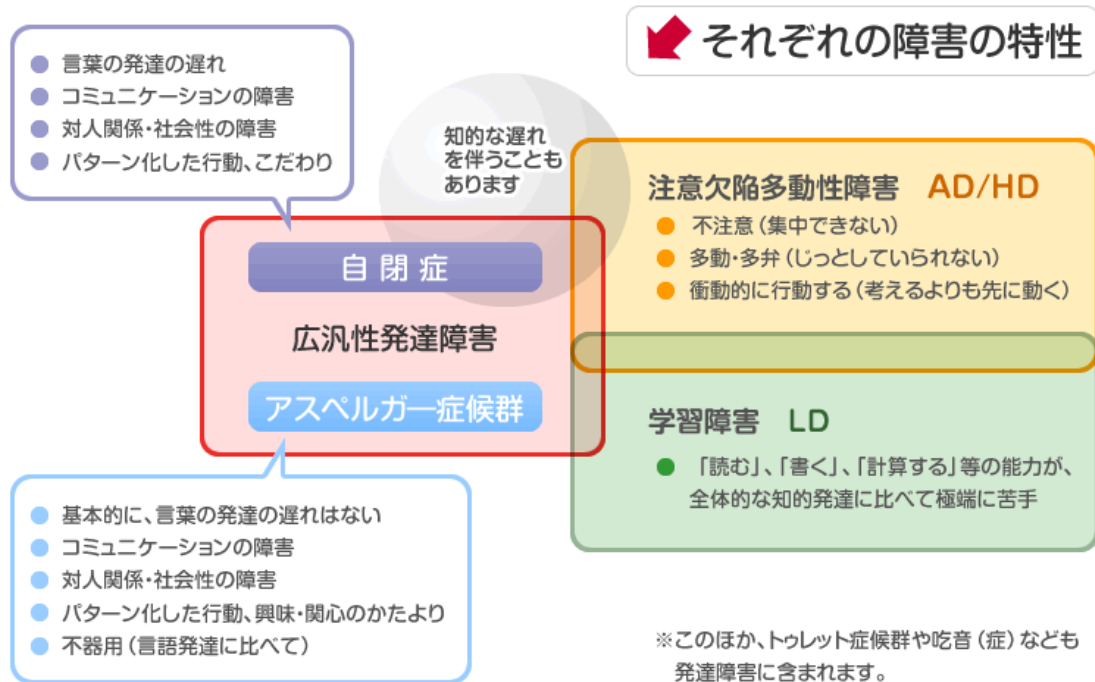 それぞれの障害の特性
言葉の発達の遅れ
コミュニケーションの障害
対人関係・社会性の障害
パターン化した行動、こだわり
知的な遅れ
を伴うことも
あります
自閉症
広汎性発達障害
アスペルガー症候群
注意欠陥多動性障害 AD/HD
不注意(集中できない)
多動・多弁(じっとしていられない)
衝動的に行動する(考えるよりも先に動く)
学習障害 LD
「読む」、「書く」、「計算する」等の能力が、
全体的な知的発達に比べて極端に苦手
基本的に、言葉の発達の遅れはない
コミュニケーションの障害
対人関係・社会性の障害
パターン化した行動、興味・関心のかたより
不器用(言語発達に比べて)
※このほか、トゥレット症候群や吃音(症)なども
発達障害に含まれます。